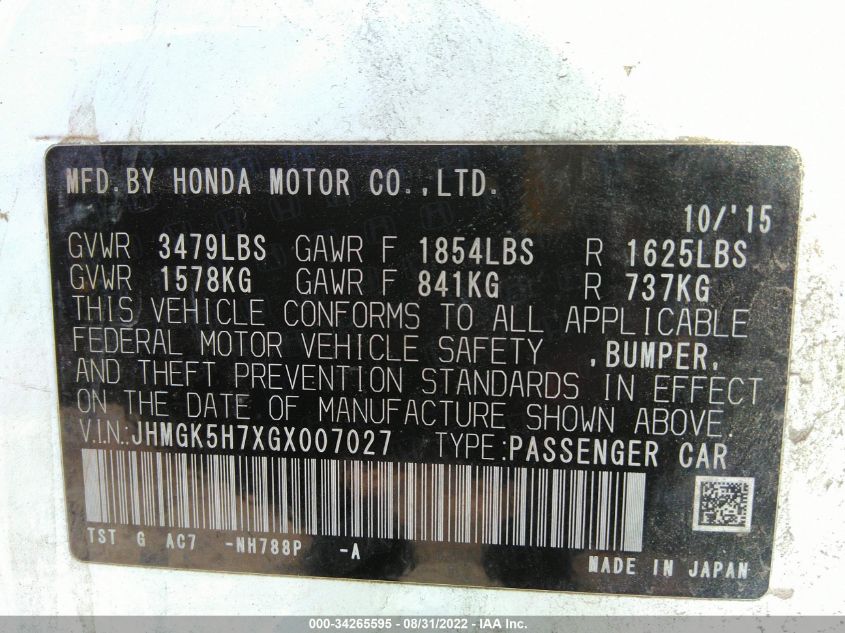 MFD.BY HONDA MOTOR CO.,LTD.
10/'15
GVWR 3479LBS GAWR F 1854LBS R 1625LBS
GVWR 1578KG GAWR F 841KG R 737KG
THIS VEHICLE CONFORMS TO ALL APPLICABLE
FEDERAL MOTOR VEHICLE SAFETY ,BUMPER,
AND THEFT PREVENTION STANDARDS IN EFFECT
ON THE DATE OF MANUFACTURE SHOWN ABOVE.
V.I.N.:JHMGK5H7XGX007027 TYPE:PASSENGER CAR
TST G AC7 -NH788P -A
MADE IN JAPAN
000-34265595 - 08/31/2022 - IAA Inc.